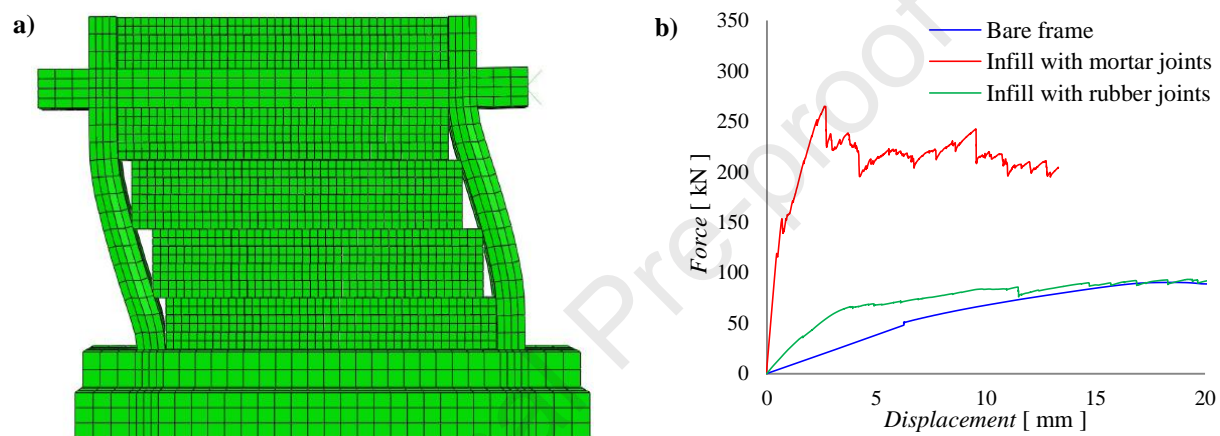 a)
b)
350
300
250
200
150
100
50
0
Force [ kN ]
Bare frame
Infill with mortar joints
Infill with rubber joints
0 5 10 15 20
Displacement [ mm ]
Pre-proof